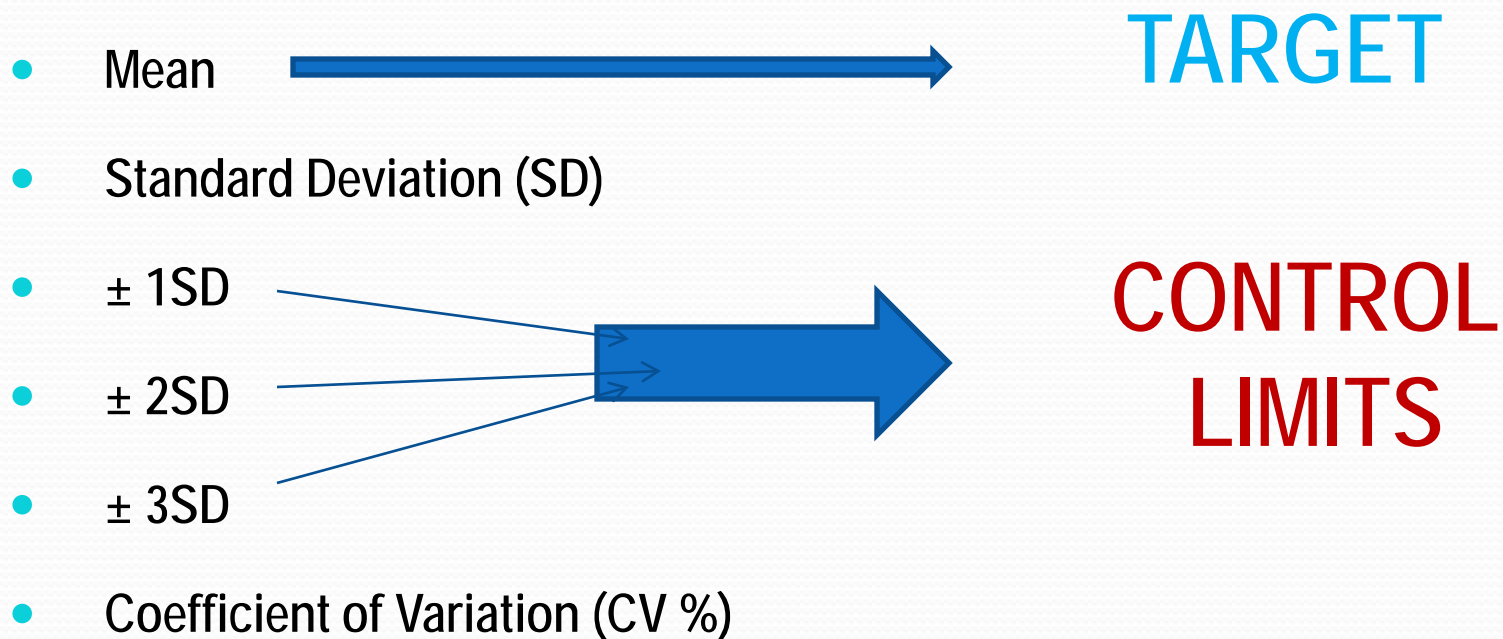 Mean
TARGET
Standard Deviation (SD)
± 1SD
± 2SD
± 3SD
CONTROL
LIMITS
Coefficient of Variation (CV %)